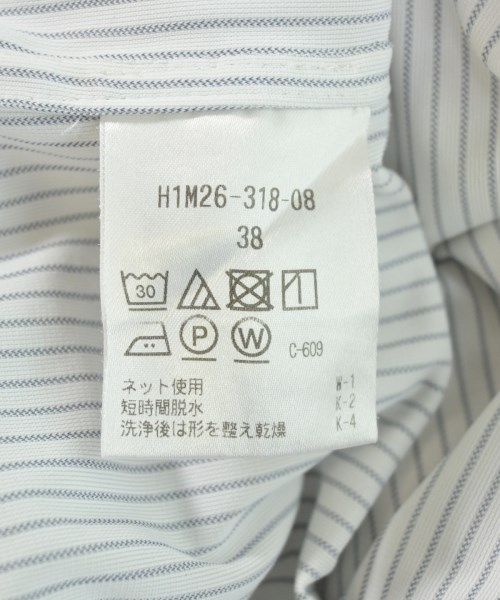 H1M26-318-08
38
30
P W C-609
ネット使用 W-1
短時間脱水 K-2
洗浄後は形を整え乾燥 K-4